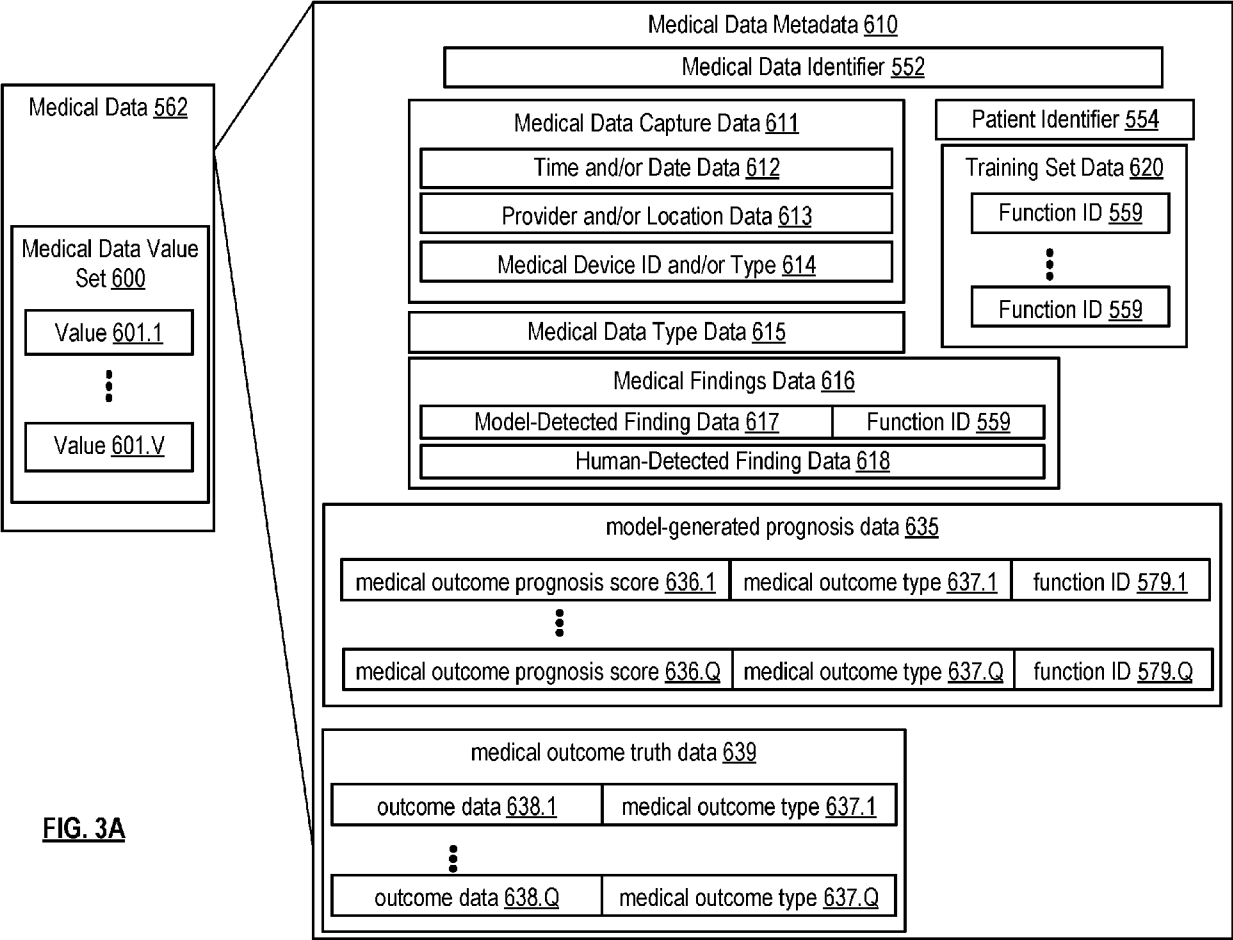 Medical Data 562
Medical Data Value
Set 600
Value 601.1
Value 601.V
Medical Data Metadata 610
Medical Data Identifier 552
Medical Data Capture Data 611
Time and/or Date Data 612
Provider and/or Location Data 613
Medical Device ID and/or Type 614
Patient Identifier 554
Training Set Data 620
Function ID 559
Function ID 559
Medical Data Type Data 615
Medical Findings Data 616
Model-Detected Finding Data 617 Function ID 559
Human-Detected Finding Data 618
model-generated prognosis data 635
medical outcome prognosis score 636.1 medical outcome type 637.1 function ID 579.1
medical outcome prognosis score 636.Q medical outcome type 637.Q function ID 579.Q
medical outcome truth data 639
outcome data 638.1 medical outcome type 637.1
outcome data 638.Q medical outcome type 637.Q
FIG. 3A